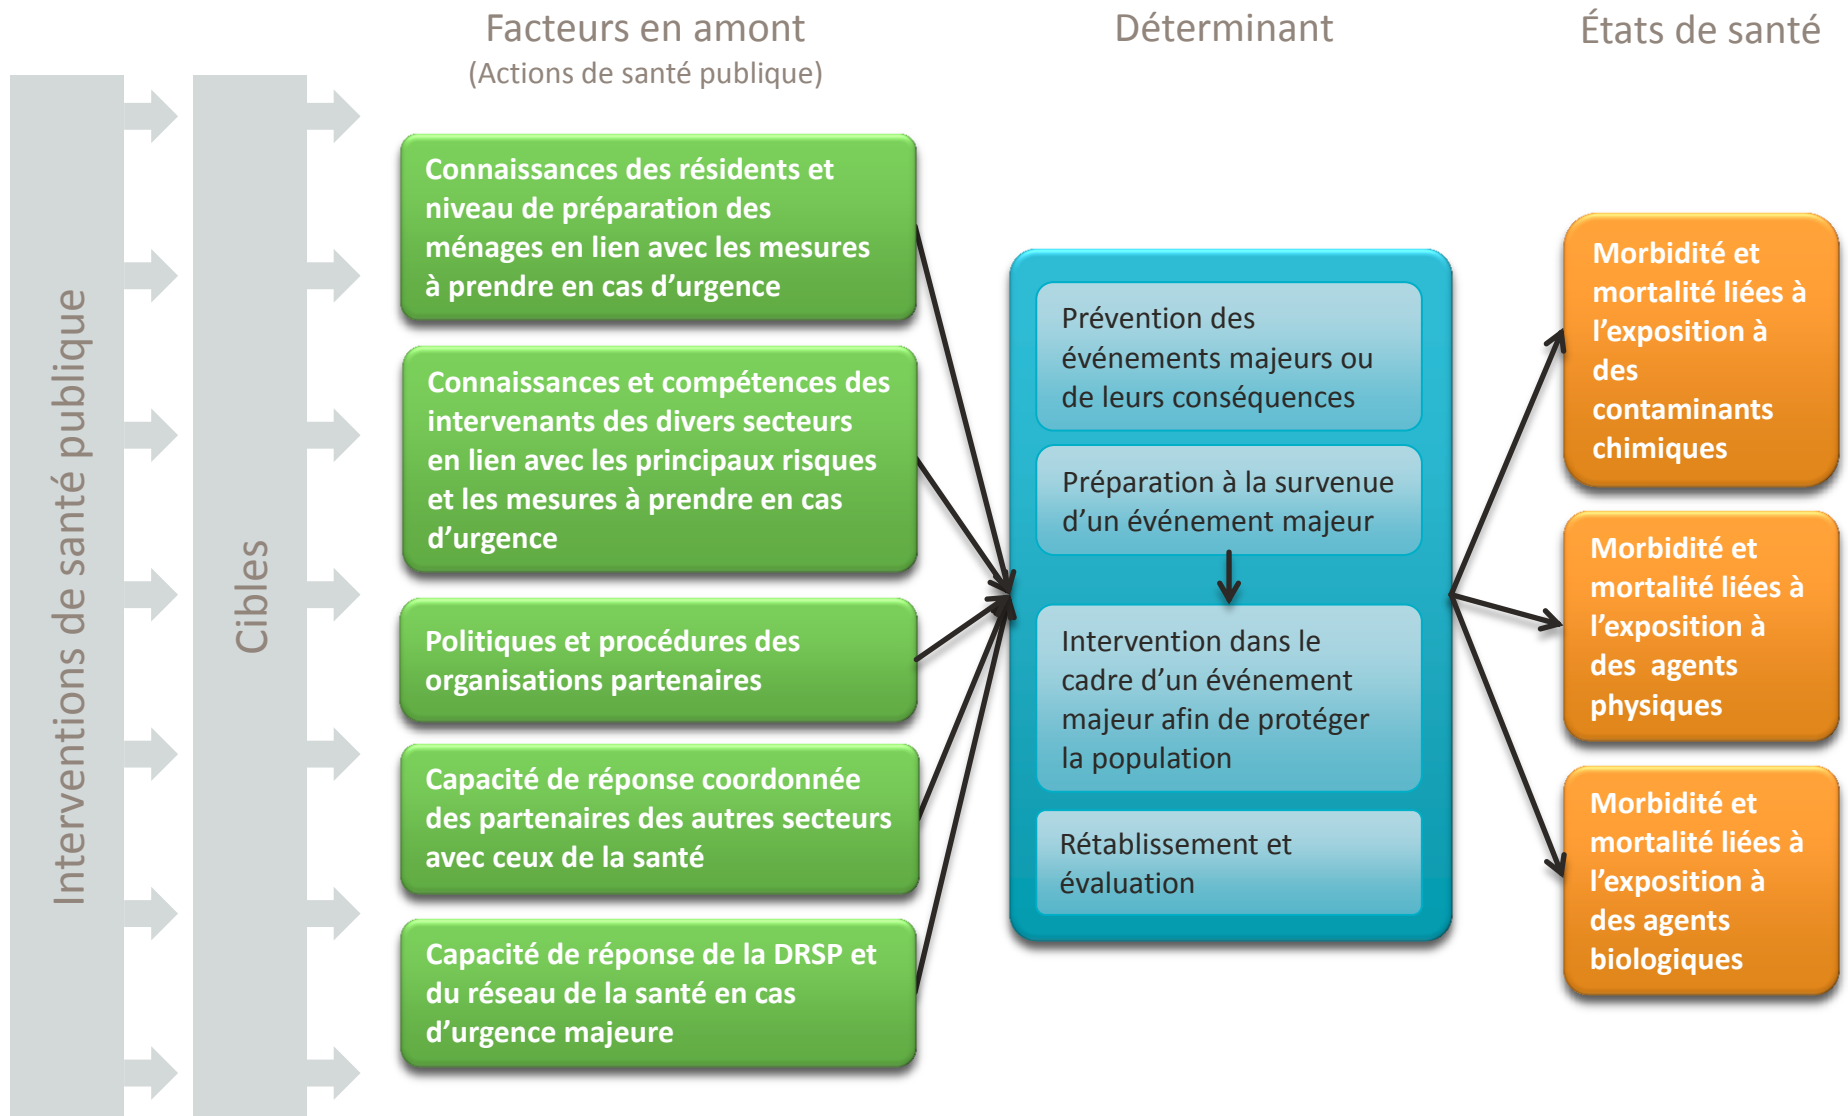 Facteurs en amont
(Actions de santé publique)
Déterminant
États de santé
Interventions de santé publique
Cibles
Connaissances des résidents et
niveau de préparation des
ménages en lien avec les mesures
à prendre en cas d’urgence
Connaissances et compétences des
intervenants des divers secteurs
en lien avec les principaux risques
et les mesures à prendre en cas
d’urgence
Politiques et procédures des
organisations partenaires
Capacité de réponse coordonnée
des partenaires des autres secteurs
avec ceux de la santé
Capacité de réponse de la DRSP et
du réseau de la santé en cas
d’urgence majeure
Prévention des
événements majeurs ou
de leurs conséquences
Préparation à la survenue
d’un événement majeur
Intervention dans le
cadre d’un événement
majeur afin de protéger
la population
Rétablissement et
évaluation
Morbidité et
mortalité liées à
l’exposition à
des
contaminants
chimiques
Morbidité et
mortalité liées à
l’exposition à
des agents
physiques
Morbidité et
mortalité liées à
l’exposition à
des agents
biologiques